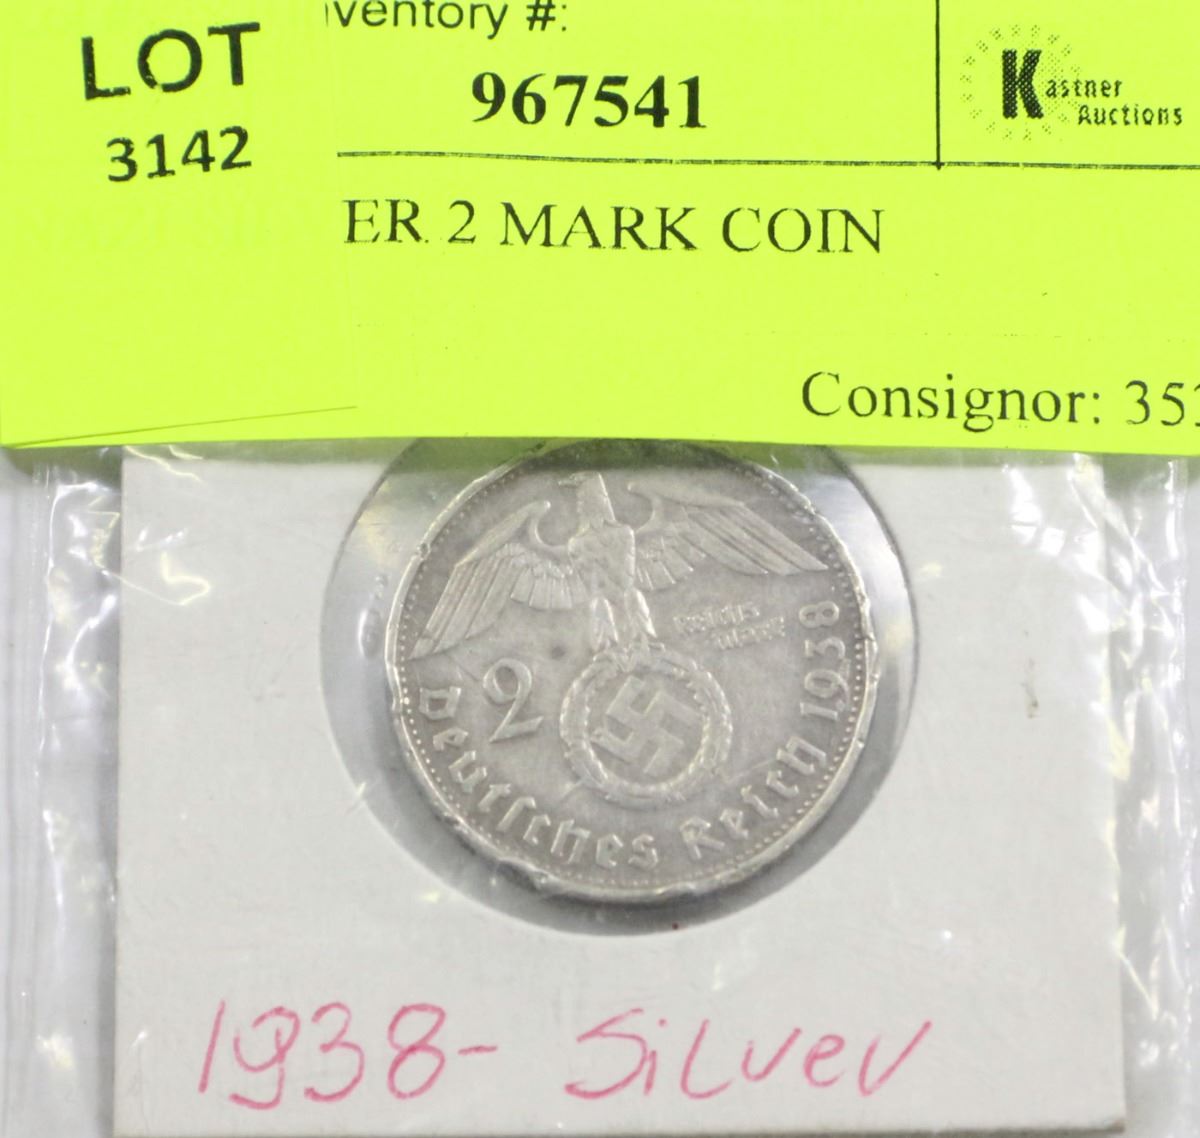 LOT
3142
ventory #:
967541
Kastner
Auctions
ER 2 MARK COIN
Consignor: 35
Reichs
mark
2
Deutsches Reich 1938
1938- Silver